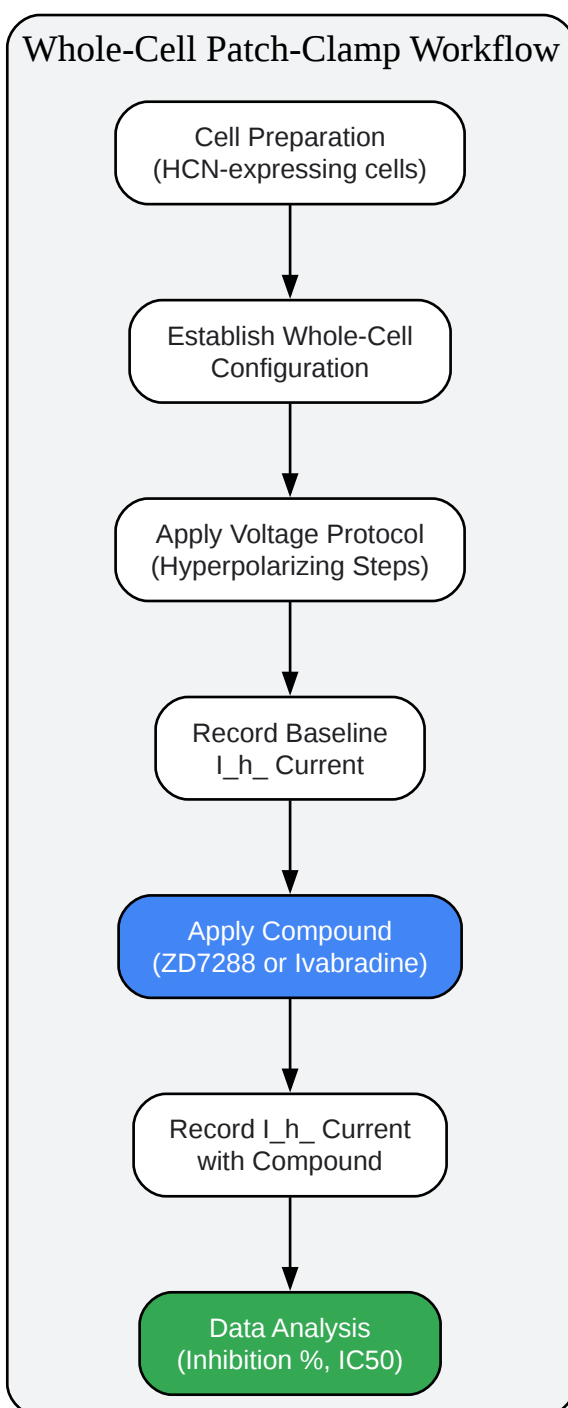 Whole-Cell Patch-Clamp Workflow
Cell Preparation
(HCN-expressing cells)
Establish Whole-Cell
Configuration
Apply Voltage Protocol
(Hyperpolarizing Steps)
Record Baseline
I_h_ Current
Apply Compound
(ZD7288 or Ivabradine)
Record I_h_ Current
with Compound
Data Analysis
(Inhibition %, IC50)